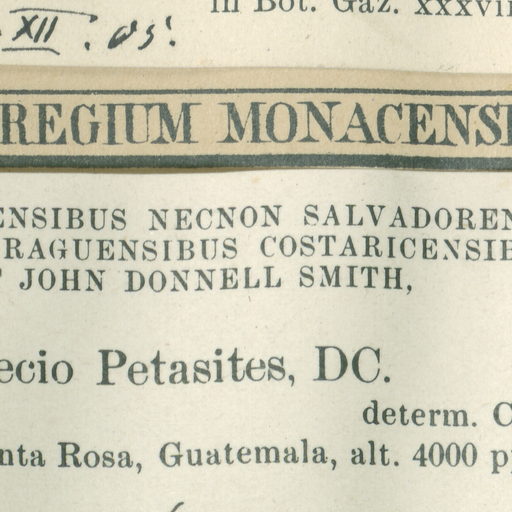 in Bot. Gaz. xxxvii
XII. 05.
REGIUM MONACENSE
ENSIBUS NECNON SALVADOREN
RAGUENSIBUS COSTARICENSIB
JOHN DONNELL SMITH,
ecio Petasites, DC.
determ. C
nta Rosa, Guatemala, alt. 4000 p